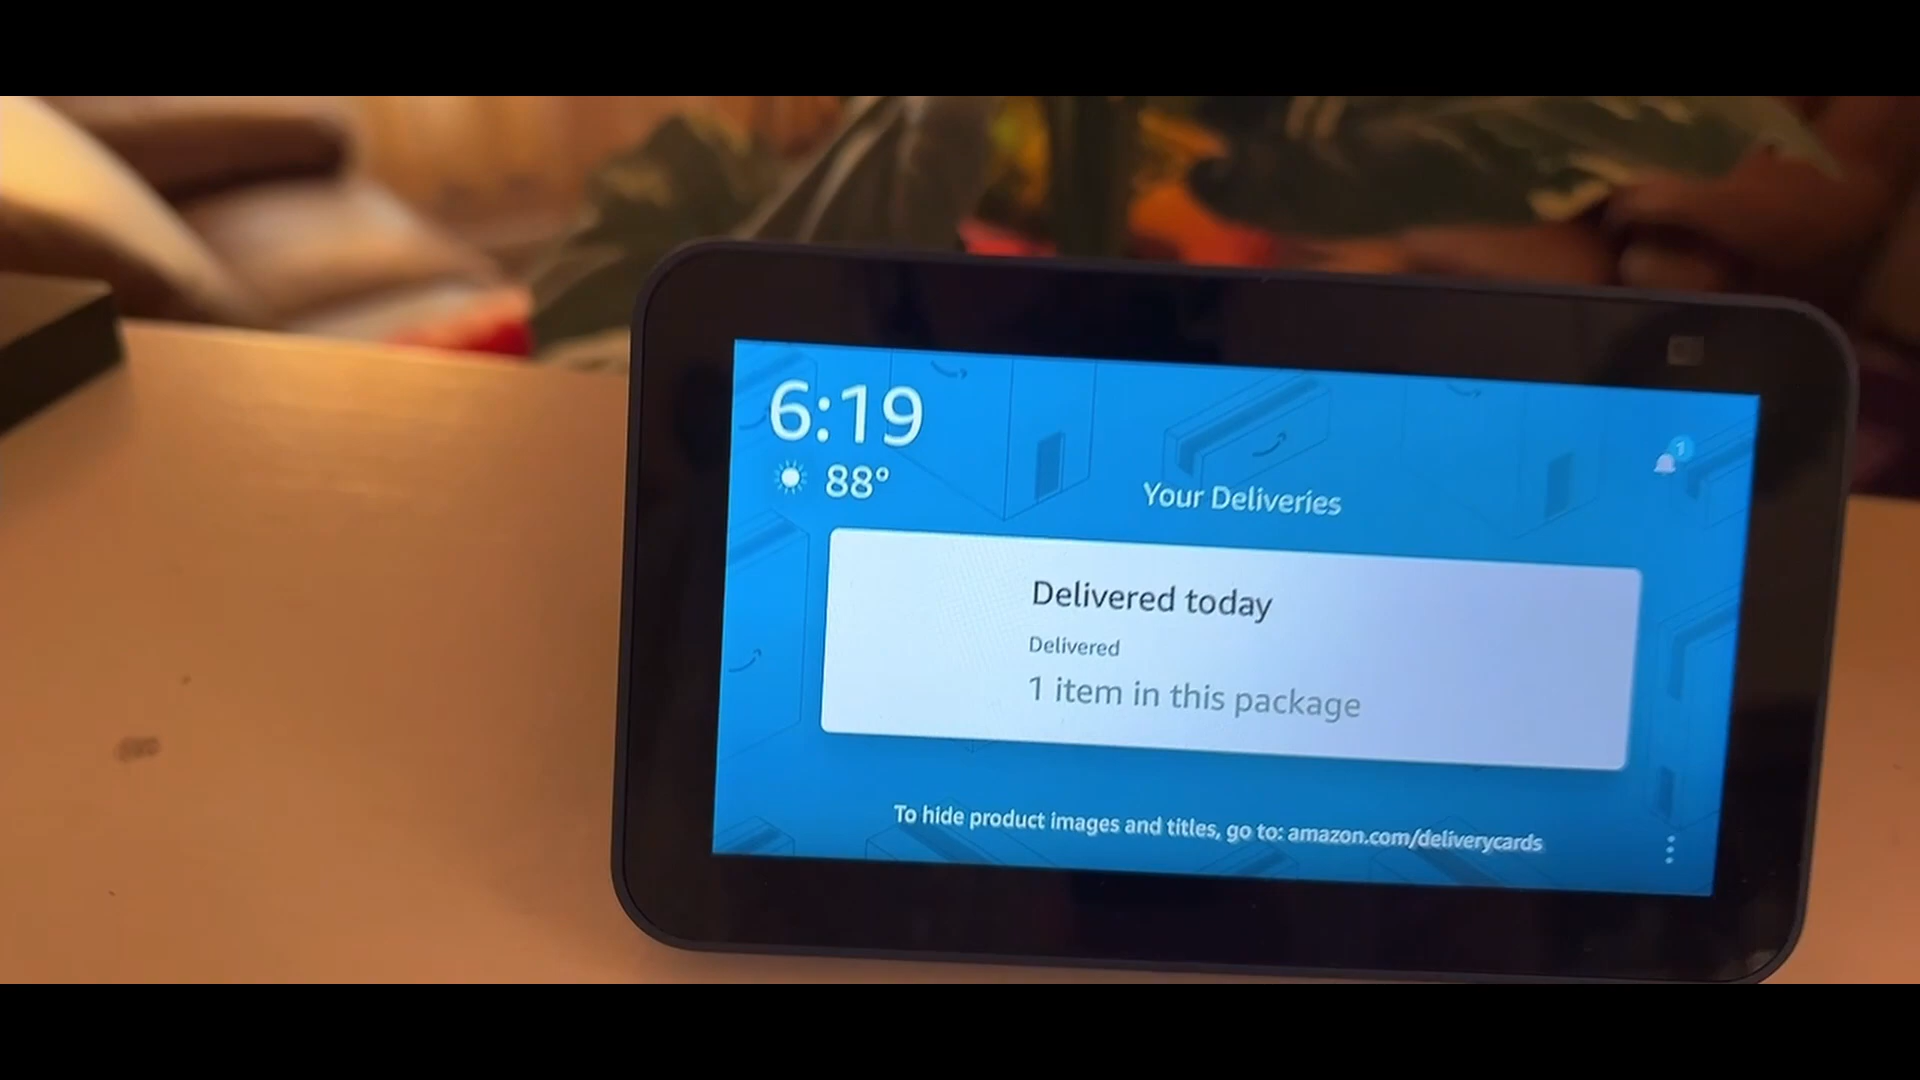 6:19
88°
1
Your Deliveries
Delivered today
Delivered
1 item in this package
To hide product images and titles, go to: amazon.com/deliverycards